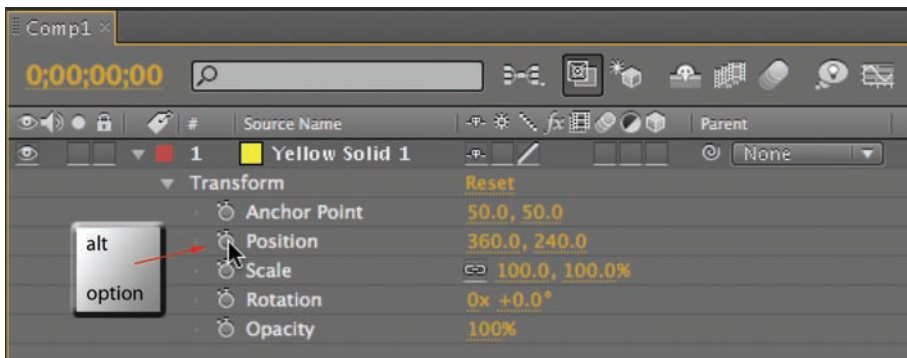 Comp1
0;00;00;00
# Source Name fx Parent
1 Yellow Solid 1 None
Transform Reset
Anchor Point 50.0, 50.0
alt Position 360.0, 240.0
Scale 100.0, 100.0%
option Rotation 0x +0.0°
Opacity 100%